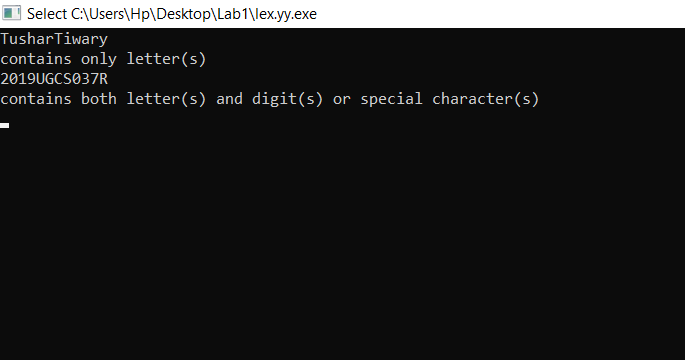 Select C:\Users\Hp\Desktop\Lab1\lex.yy.exe
TusharTiwary
contains only letter(s)
2019UGCS037R
contains both letter(s) and digit(s) or special character(s)